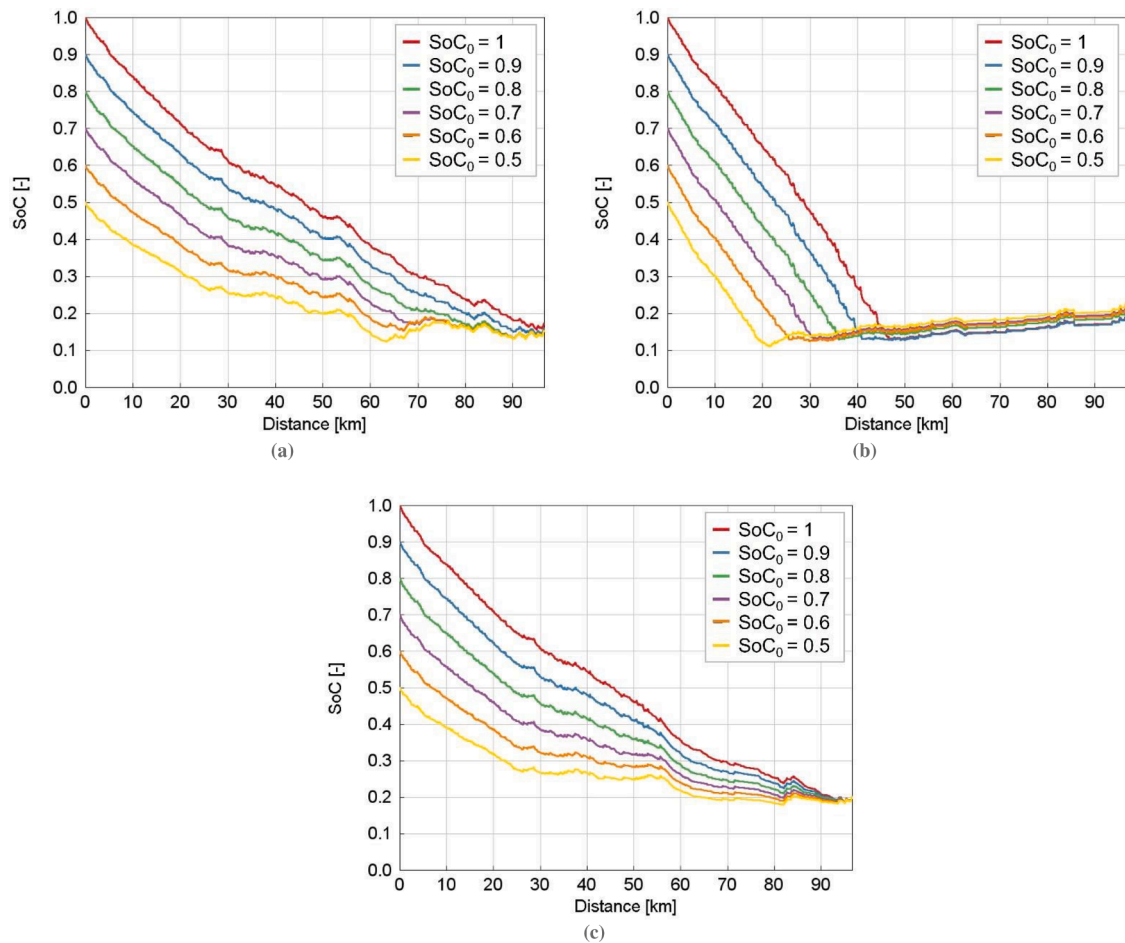 1.0
0.9
0.8
0.7
0.6
0.5
0.4
0.3
0.2
0.1
0.0
SoC [-]
0 10 20 30 40 50 60 70 80 90
Distance [km]
SoC₀ = 1
SoC₀ = 0.9
SoC₀ = 0.8
SoC₀ = 0.7
SoC₀ = 0.6
SoC₀ = 0.5
(a)
1.0
0.9
0.8
0.7
0.6
0.5
0.4
0.3
0.2
0.1
0.0
SoC [-]
0 10 20 30 40 50 60 70 80 90
Distance [km]
SoC₀ = 1
SoC₀ = 0.9
SoC₀ = 0.8
SoC₀ = 0.7
SoC₀ = 0.6
SoC₀ = 0.5
(b)
1.0
0.9
0.8
0.7
0.6
0.5
0.4
0.3
0.2
0.1
0.0
SoC [-]
0 10 20 30 40 50 60 70 80 90
Distance [km]
SoC₀ = 1
SoC₀ = 0.9
SoC₀ = 0.8
SoC₀ = 0.7
SoC₀ = 0.6
SoC₀ = 0.5
(c)